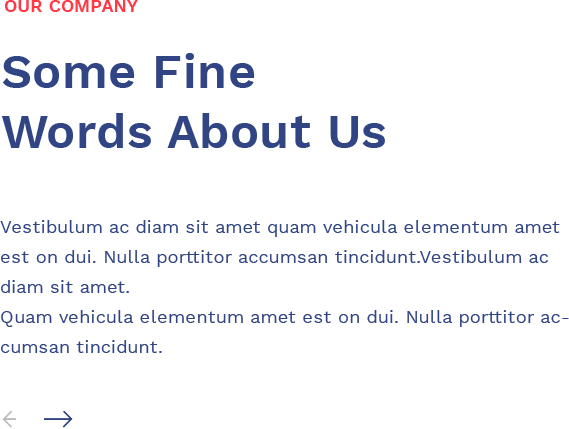 OUR COMPANY
Some Fine
Words About Us
Vestibulum ac diam sit amet quam vehicula elementum amet
est on dui. Nulla porttitor accumsan tincidunt.Vestibulum ac
diam sit amet.
Quam vehicula elementum amet est on dui. Nulla porttitor ac-
cumsan tincidunt.